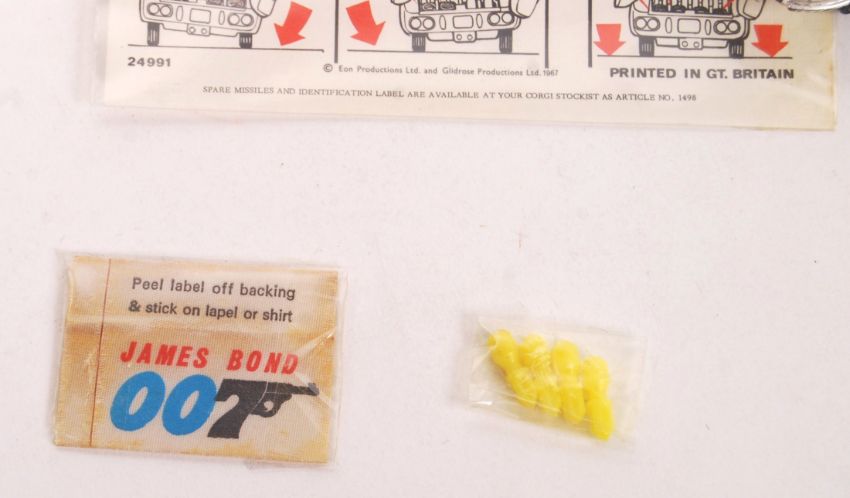 24991
© Eon Productions Ltd. and Glidrose Productions Ltd. 1967
PRINTED IN GT. BRITAIN
SPARE MISSILES AND IDENTIFICATION LABEL ARE AVAILABLE AT YOUR CORGI STOCKIST AS ARTICLE NO, 1498
Peel label off backing
& stick on lapel or shirt
JAMES BOND
007